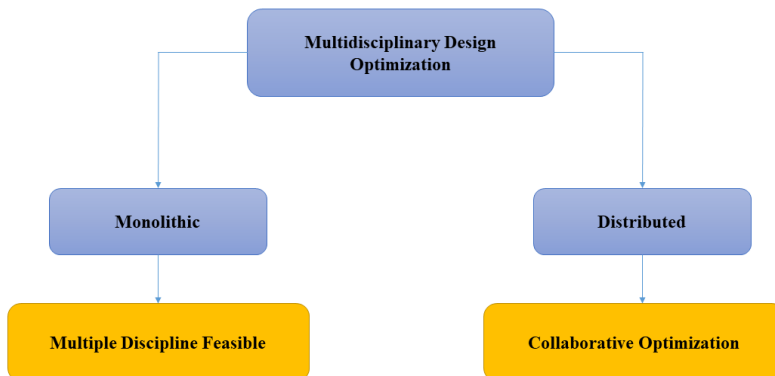 Multidisciplinary Design
Optimization
Monolithic
Distributed
Multiple Discipline Feasible
Collaborative Optimization